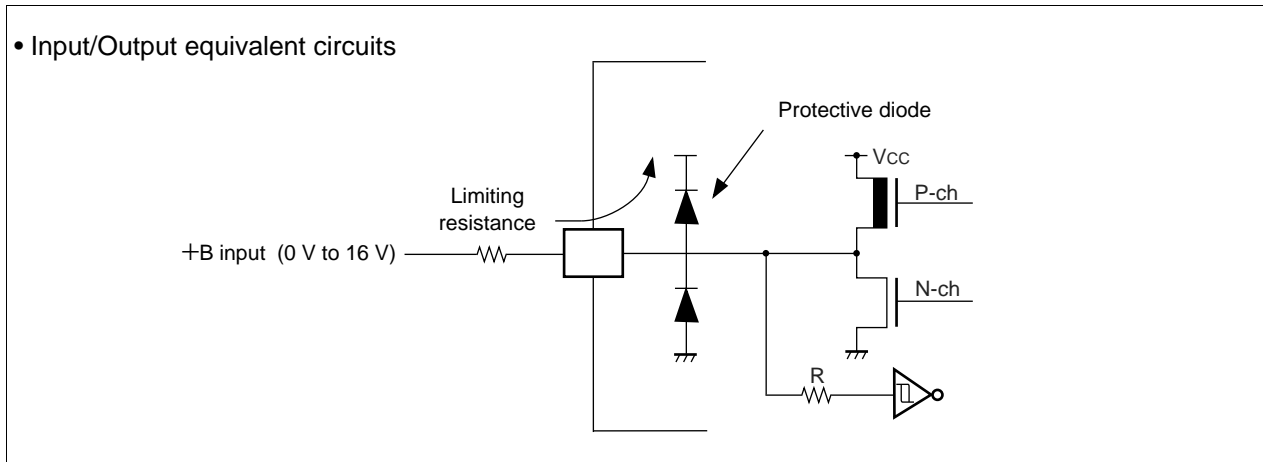 • Input/Output equivalent circuits
Protective diode
VCC
P-ch
Limiting
resistance
+B input (0 V to 16 V)
N-ch
R